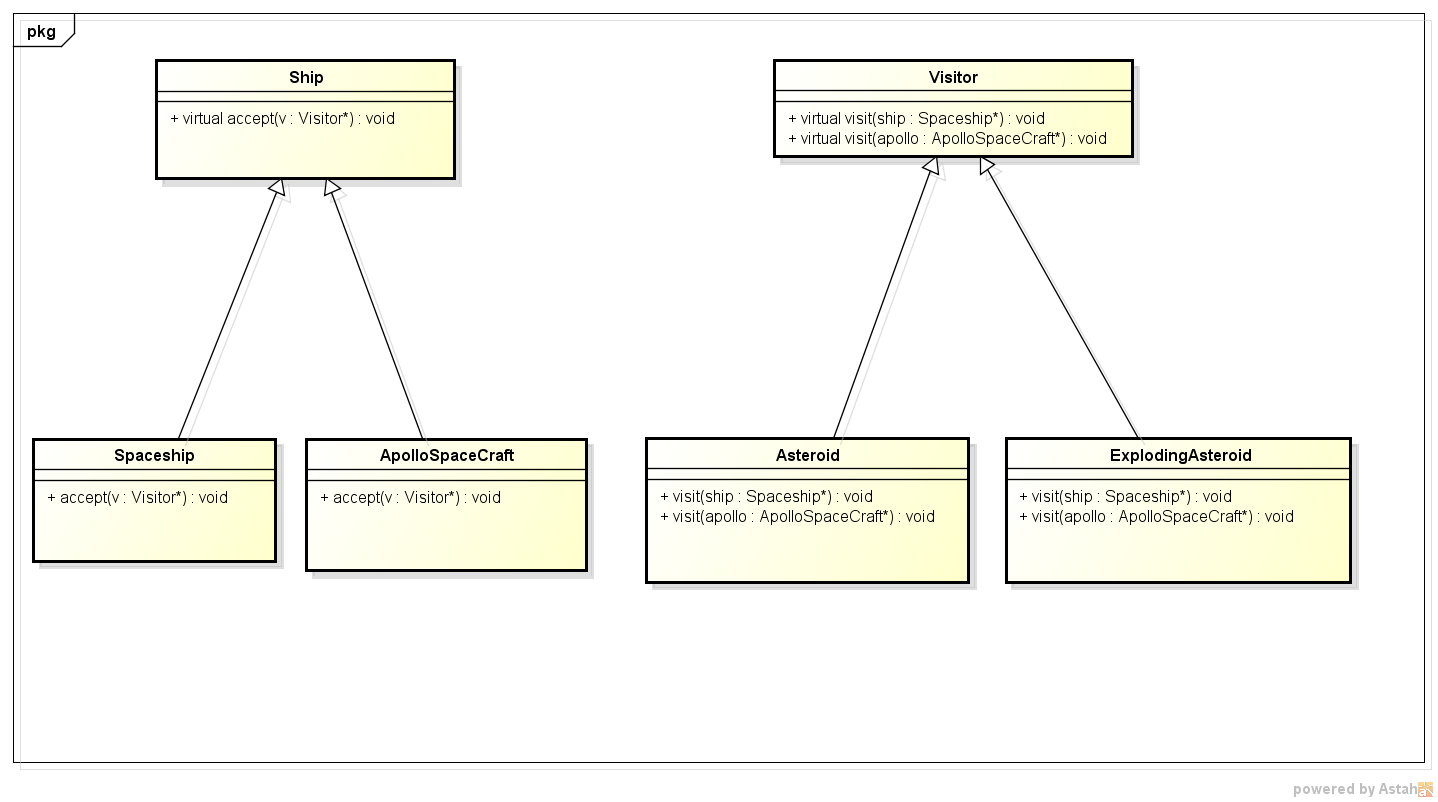 pkg
Ship
+ virtual accept(v : Visitor*) : void
Visitor
+ virtual visit(ship : Spaceship*) : void
+ virtual visit(apollo : ApolloSpaceCraft*) : void
Spaceship
+ accept(v : Visitor*) : void
ApolloSpaceCraft
+ accept(v : Visitor*) : void
Asteroid
+ visit(ship : Spaceship*) : void
+ visit(apollo : ApolloSpaceCraft*) : void
ExplodingAsteroid
+ visit(ship : Spaceship*) : void
+ visit(apollo : ApolloSpaceCraft*) : void
powered by Astah